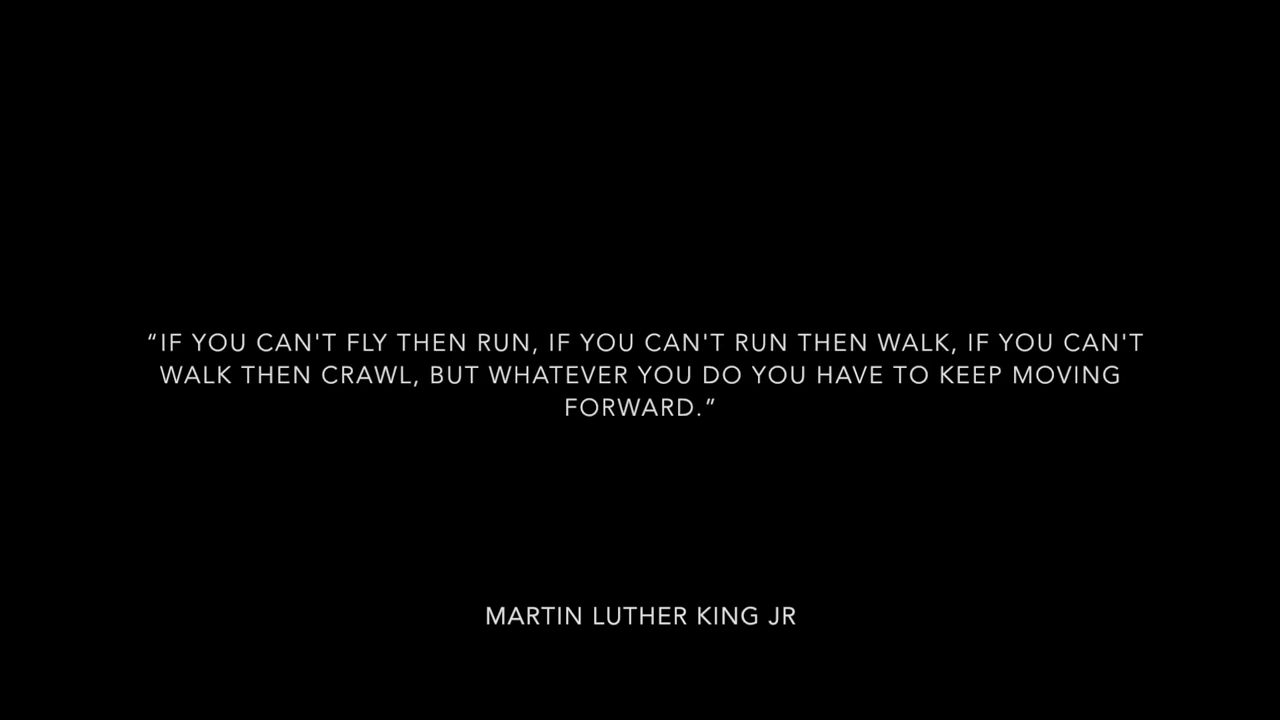 “IF YOU CAN'T FLY THEN RUN, IF YOU CAN'T RUN THEN WALK, IF YOU CAN'T
WALK THEN CRAWL, BUT WHATEVER YOU DO YOU HAVE TO KEEP MOVING
FORWARD.”
MARTIN LUTHER KING JR